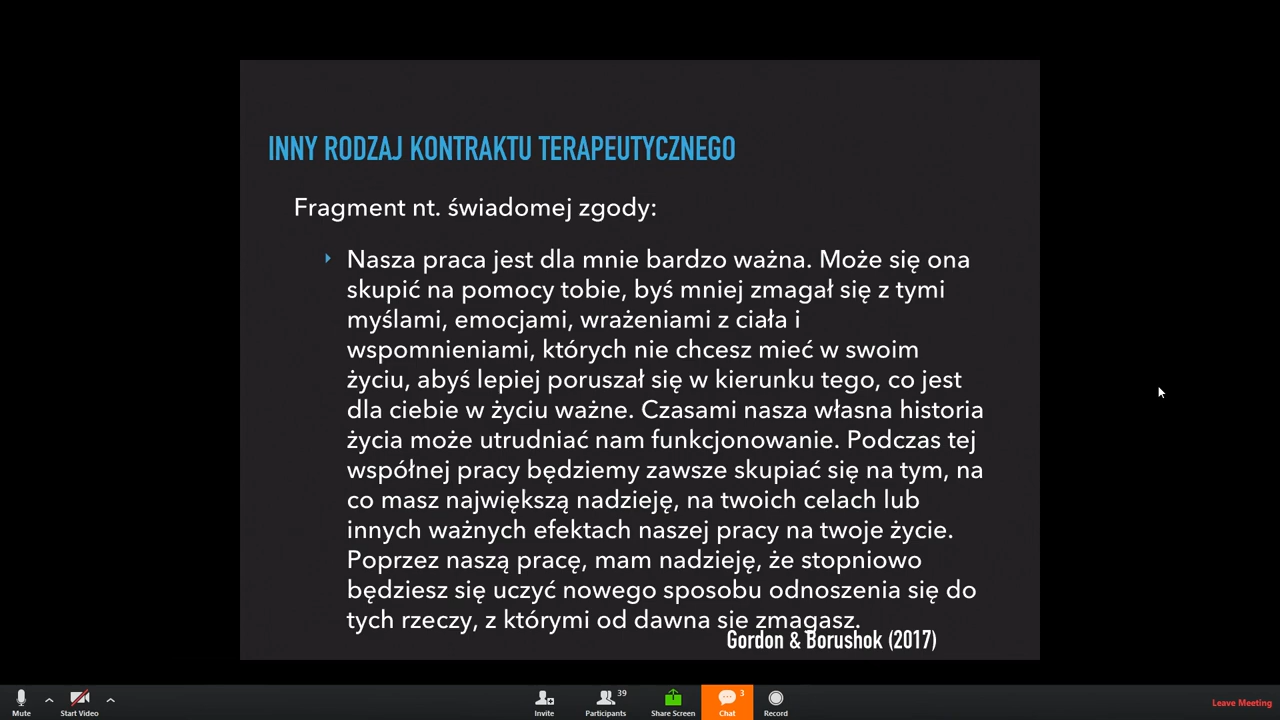 INNY RODZAJ KONTRAKTU TERAPEUTYCZNEGO
Fragment nt. świadomej zgody:
Nasza praca jest dla mnie bardzo ważna. Może się ona
skupić na pomocy tobie, byś mniej zmagał się z tymi
myślami, emocjami, wrażeniami z ciała i
wspomnieniami, których nie chcesz mieć w swoim
życiu, abyś lepiej poruszał się w kierunku tego, co jest
dla ciebie w życiu ważne. Czasami nasza własna historia
życia może utrudniać nam funkcjonowanie. Podczas tej
wspólnej pracy będziemy zawsze skupiać się na tym, na
co masz największą nadzieję, na twoich celach lub
innych ważnych efektach naszej pracy na twoje życie.
Poprzez naszą pracę, mam nadzieję, że stopniowo
będziesz się uczyć nowego sposobu odnoszenia się do
tych rzeczy, z którymi od dawna się zmagasz.
Gordon & Borushok (2017)
39
3
Mute
Start Video
Invite
Participants
Share Screen
Chat
Record
Leave Meeting